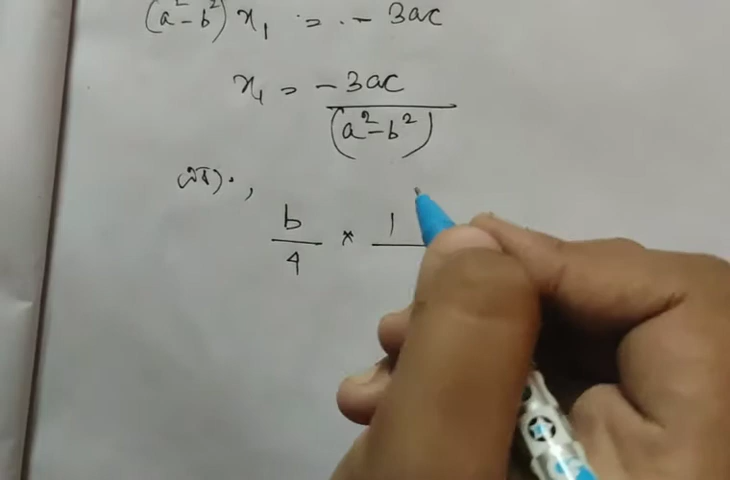 (a² - b²) x₁ = - 3ac
x₁ = -3ac / (a² - b²)
b/4 × 1